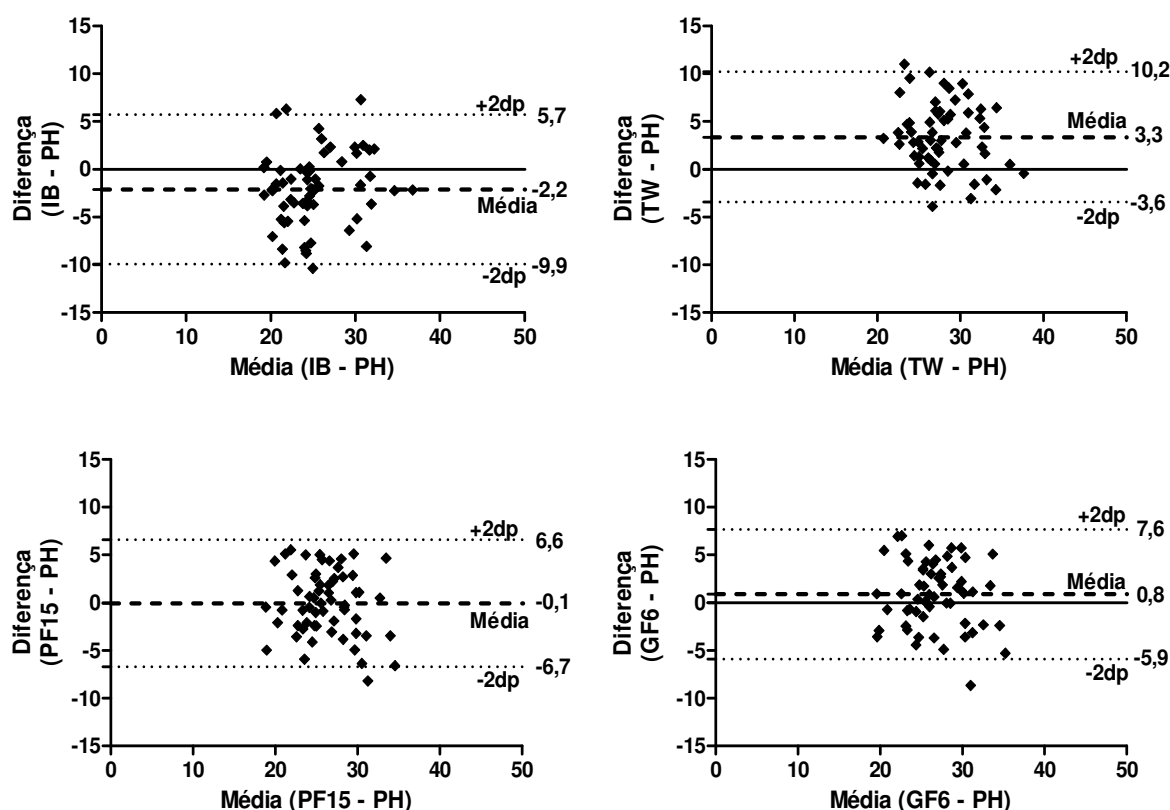 15
10
5
0
-5
-10
-15
Diferença
(IB - PH)
+2dp
5,7
-2,2
Média
-2dp
-9,9
0 10 20 30 40 50
Média (IB - PH)
15
10
5
0
-5
-10
-15
Diferença
(TW - PH)
+2dp
10,2
Média
3,3
-3,6
-2dp
0 10 20 30 40 50
Média (TW - PH)
15
10
5
0
-5
-10
-15
Diferença
(PF15 - PH)
+2dp
6,6
-0,1
Média
-6,7
-2dp
0 10 20 30 40 50
Média (PF15 - PH)
15
10
5
0
-5
-10
-15
Diferença
(GF6 - PH)
+2dp
7,6
Média
0,8
-5,9
-2dp
0 10 20 30 40 50
Média (GF6 - PH)